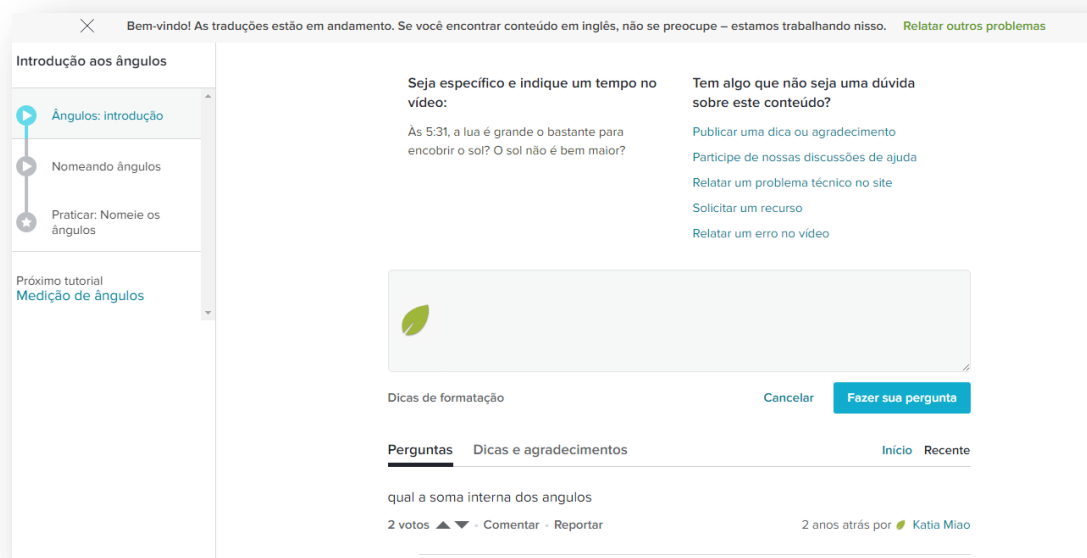 Bem-vindo! As traduções estão em andamento. Se você encontrar conteúdo em inglês, não se preocupe – estamos trabalhando nisso. Relatar outros problemas
Introdução aos ângulos
Ângulos: introdução
Nomeando ângulos
Praticar: Nomeie os
ângulos
Próximo tutorial
Medição de ângulos
Seja específico e indique um tempo no
vídeo:
Às 5:31, a lua é grande o bastante para
encobrir o sol? O sol não é bem maior?
Tem algo que não seja uma dúvida
sobre este conteúdo?
Publicar uma dica ou agradecimento
Participe de nossas discussões de ajuda
Relatar um problema técnico no site
Solicitar um recurso
Relatar um erro no vídeo
Dicas de formatação Cancelar Fazer sua pergunta
Perguntas Dicas e agradecimentos Início Recente
qual a soma interna dos angulos
2 votos • Comentar • Reportar 2 anos atrás por Katia Miao